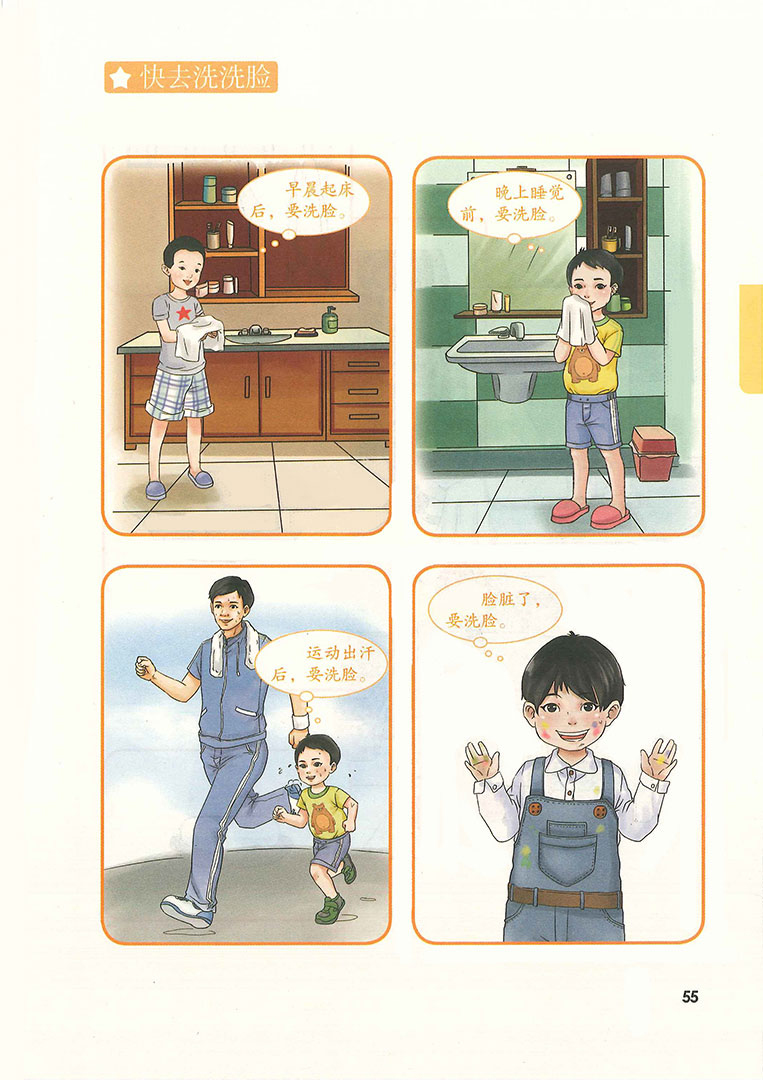 快去洗洗脸
早晨起床
后，要洗脸。
晚上睡觉
前，要洗脸。
运动出汗
后，要洗脸。
脸脏了，
要洗脸。
55